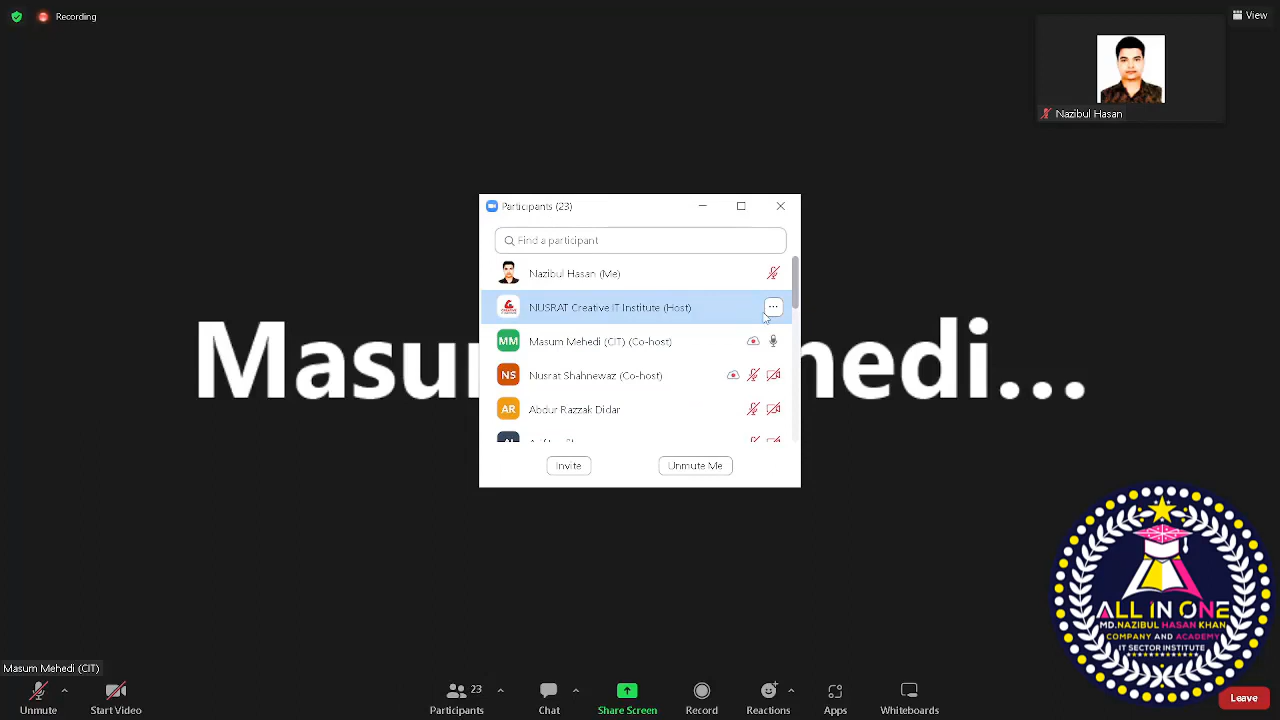 Recording
View
Nazibul Hasan
Participants (23)
Find a participant
Nazibul Hasan (Me)
NUSRAT Creative IT Institute (Host)
MM Masum Mehedi (CIT) (Co-host)
NS Nusrat Shahnewaz (Co-host)
AR Abdur Razzak Didar
Invite
Unmute Me
Masum
hedi...
ALL IN ONE
MD.NAZIBUL HASAN KHAN
COMPANY AND ACADEMY
IT SECTOR INSTITUTE
Masum Mehedi (CIT)
Unmute
Start Video
23
Participants
Chat
Share Screen
Record
Reactions
Apps
Whiteboards
Leave